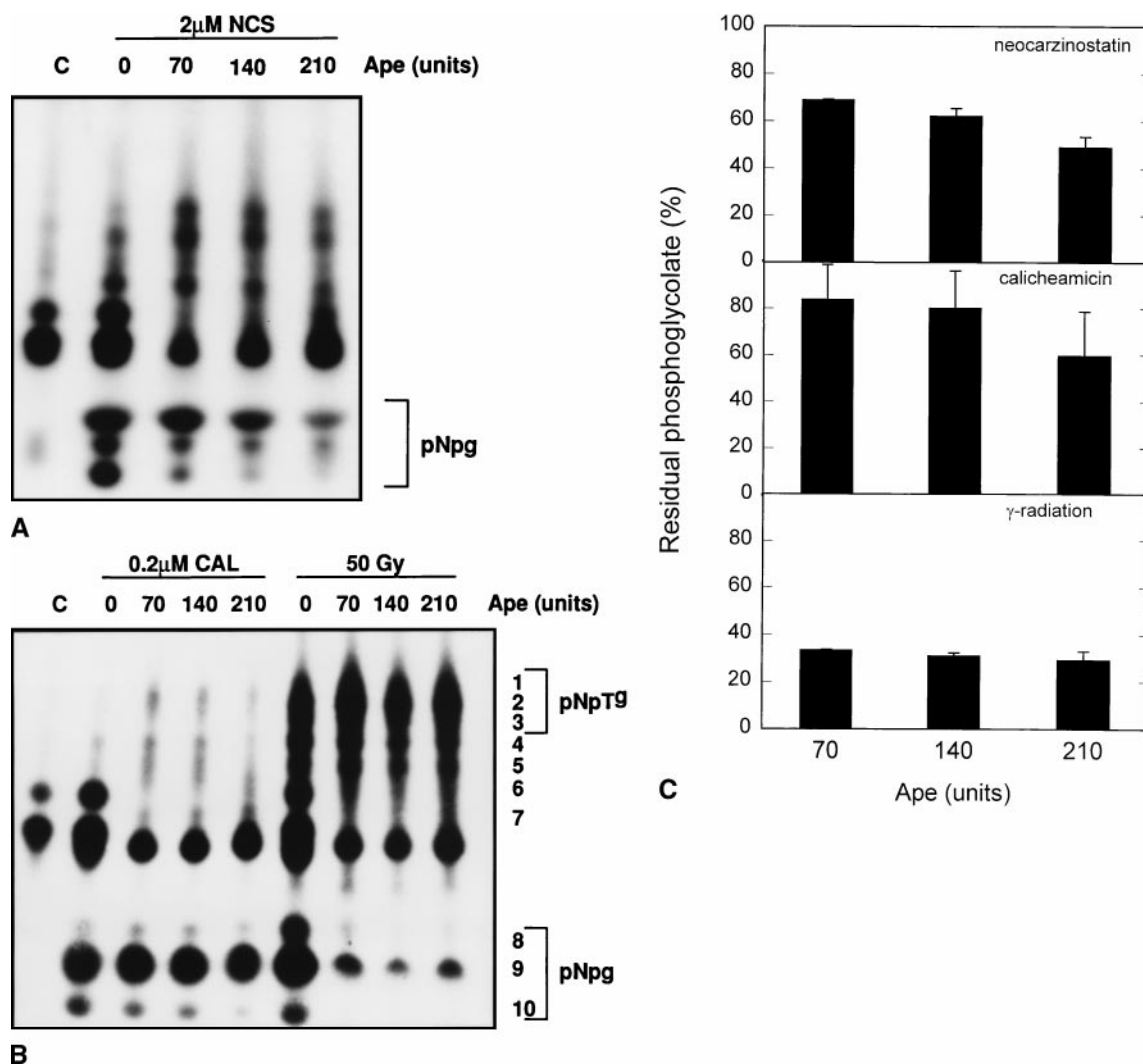 2μM NCS
C 0 70 140 210 Ape (units)
pNpg
A
0.2μM CAL 50 Gy
C 0 70 140 210 0 70 140 210 Ape (units)
1
2
3
pNpTg
4
5
6
7
8
9
10
pNpg
B
Residual phosphoglycolate (%)
100
80
60
40
20
0
neocarzinostatin
80
60
40
20
0
calicheamicin
80
60
40
20
0
γ-radiation
70 140 210
C
Ape (units)